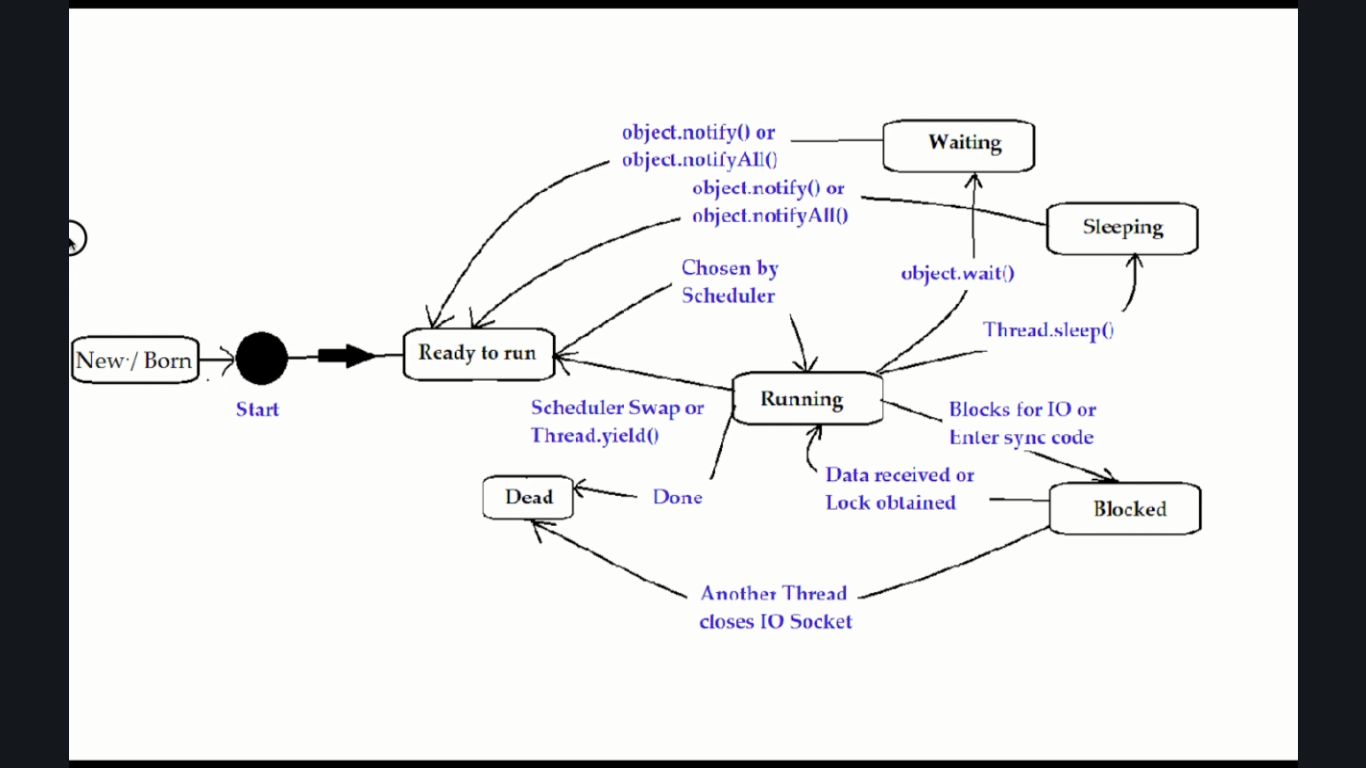 object.notify() or
object.notifyAll()
Waiting
object.notify() or
object.notifyAll()
Sleeping
Chosen by
Scheduler
object.wait()
Thread.sleep()
New / Born
Start
Ready to run
Running
Scheduler Swap or
Thread.yield()
Blocks for IO or
Enter sync code
Data received or
Lock obtained
Dead
Done
Blocked
Another Thread
closes IO Socket